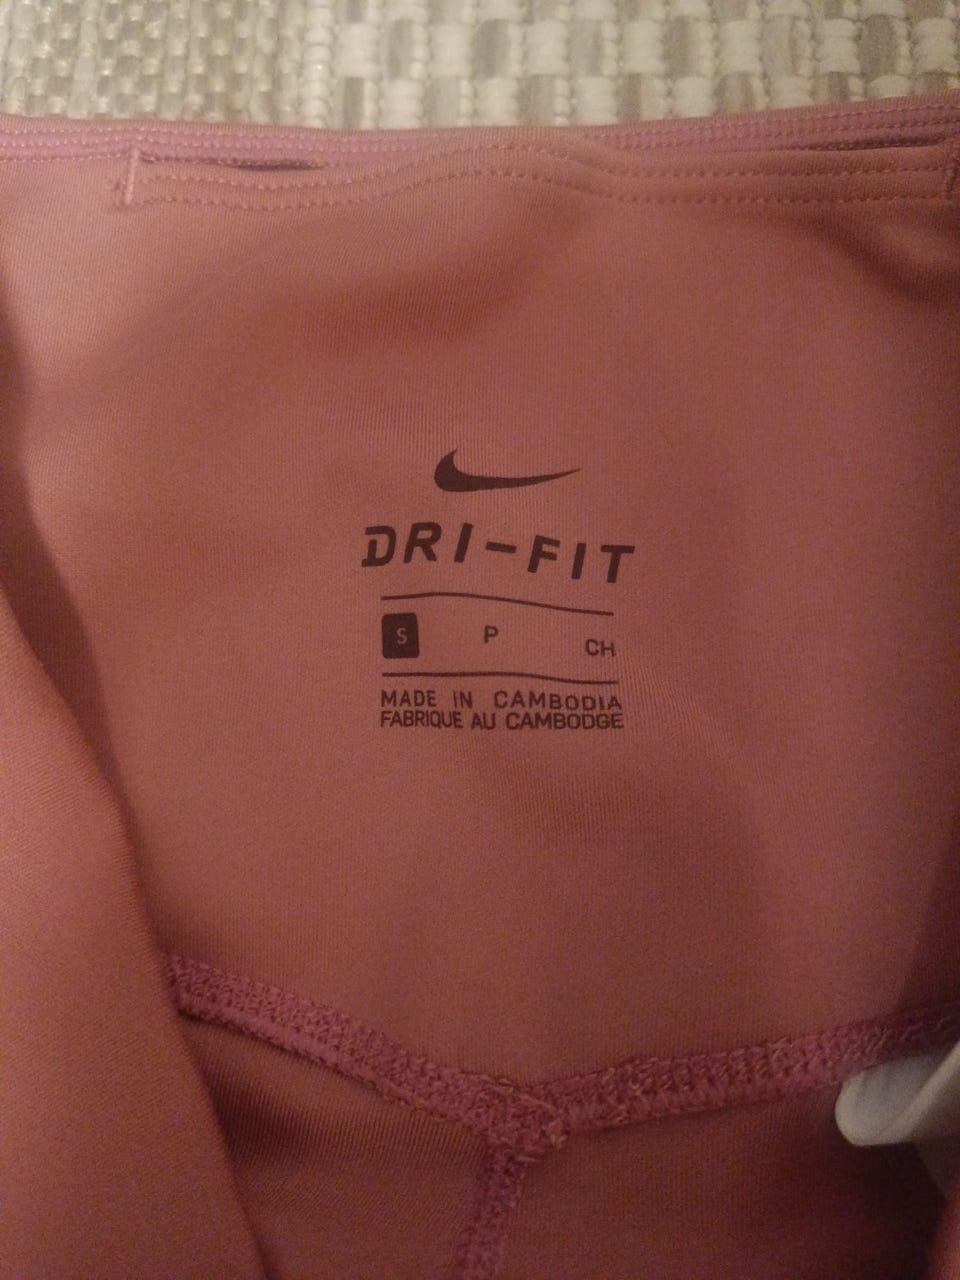 DRI-FIT
S P CH
MADE IN CAMBODIA
FABRIQUE AU CAMBODGE